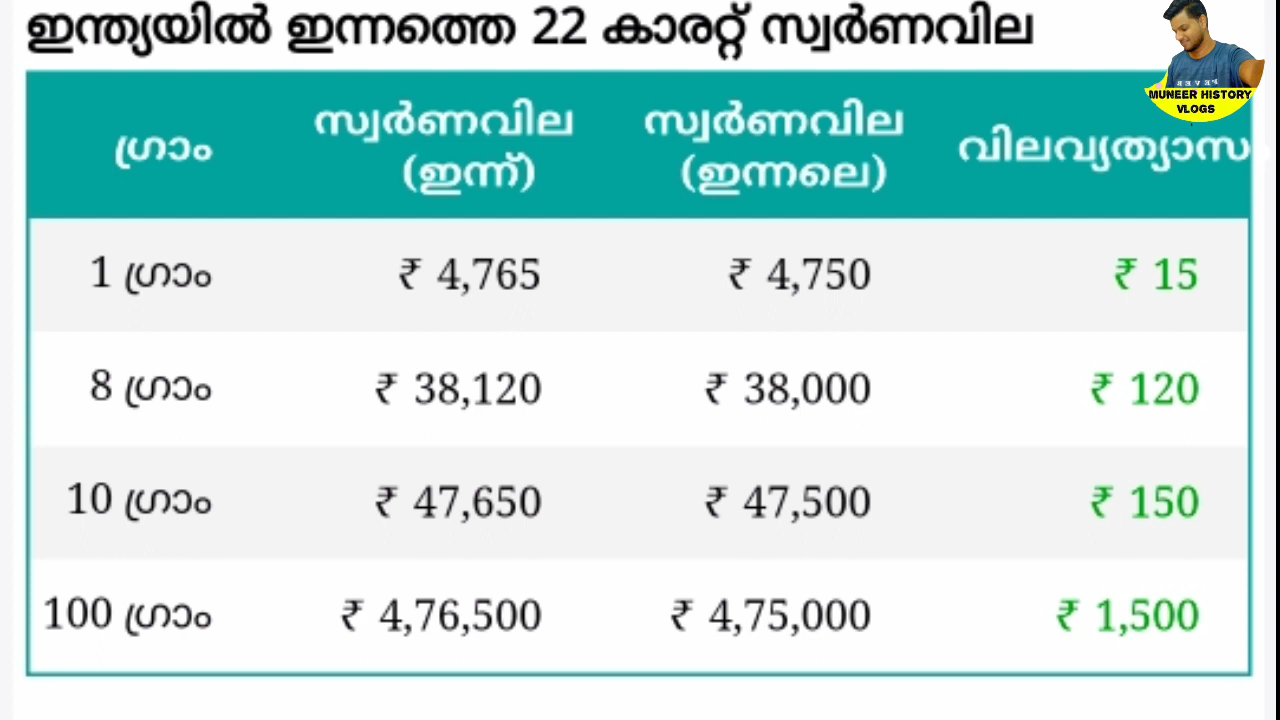 ഇന്ത്യയിൽ ഇന്നത്തെ 22 കാരറ്റ് സ്വർണവില
MUNEER HISTORY
VLOGS
ഗ്രാം സ്വർണവില (ഇന്ന്) സ്വർണവില (ഇന്നലെ) വിലവ്യത്യാസം
1 ഗ്രാം ₹ 4,765 ₹ 4,750 ₹ 15
8 ഗ്രാം ₹ 38,120 ₹ 38,000 ₹ 120
10 ഗ്രാം ₹ 47,650 ₹ 47,500 ₹ 150
100 ഗ്രാം ₹ 4,76,500 ₹ 4,75,000 ₹ 1,500